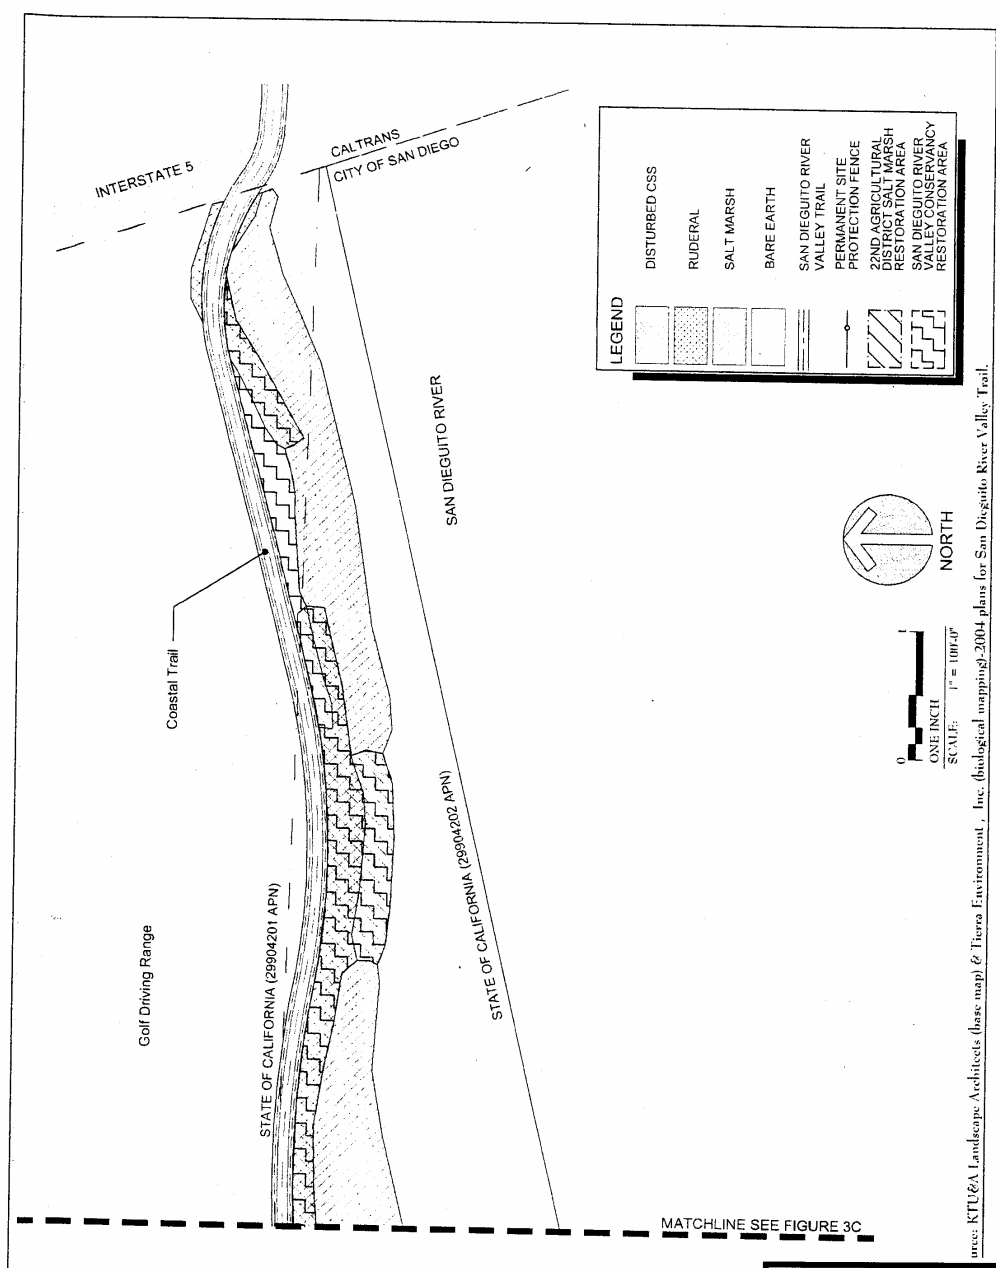 INTERSTATE 5
CALTRANS
CITY OF SAN DIEGO
Coastal Trail
SAN DIEGUITO RIVER
Golf Driving Range
STATE OF CALIFORNIA (29904201 APN)
STATE OF CALIFORNIA (29904202 APN)
LEGEND
DISTURBED CSS
RUDERAL
SALT MARSH
BARE EARTH
SAN DIEGUITO RIVER
VALLEY TRAIL
PERMANENT SITE
PROTECTION FENCE
22ND AGRICULTURAL
DISTRICT SALT MARSH
RESTORATION AREA
SAN DIEGUITO RIVER
VALLEY CONSERVANCY
RESTORATION AREA
NORTH
0 1
ONE INCH
SCALE: 1" = 100'-0"
MATCHLINE SEE FIGURE 3C
urce: KTU&A Landscape Architects (base map) & Tierra Environment , Inc. (biological mapping)-2004 plans for San Dieguito River Valley Trail.